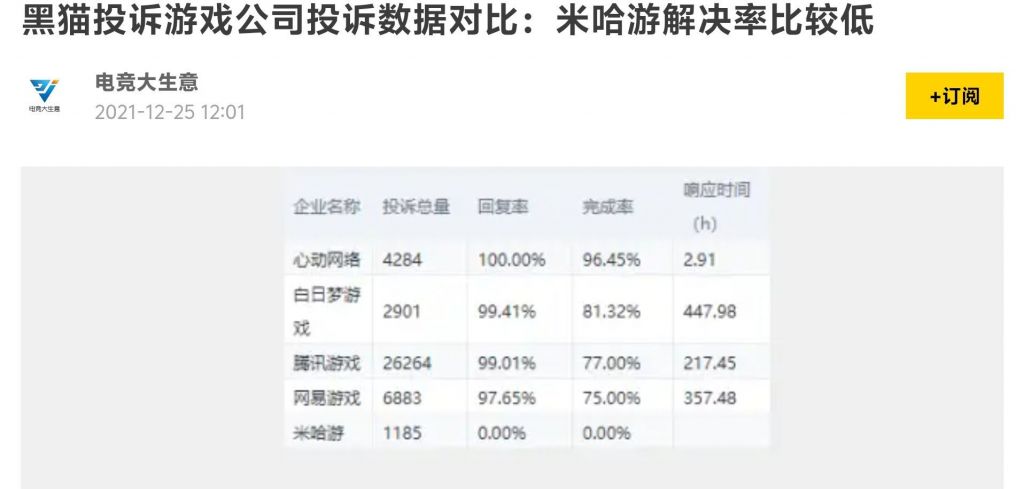 黑猫投诉游戏公司投诉数据对比：米哈游解决率比较低
电竞大生意
电竞大生意
2021-12-25 12:01
+订阅
企业名称 投诉总量 回复率 完成率 响应时间（h）
心动网络 4284 100.00% 96.45% 2.91
白日梦游戏 2901 99.41% 81.32% 447.98
腾讯游戏 26264 99.01% 77.00% 217.45
网易游戏 6883 97.65% 75.00% 357.48
米哈游 1185 0.00% 0.00%